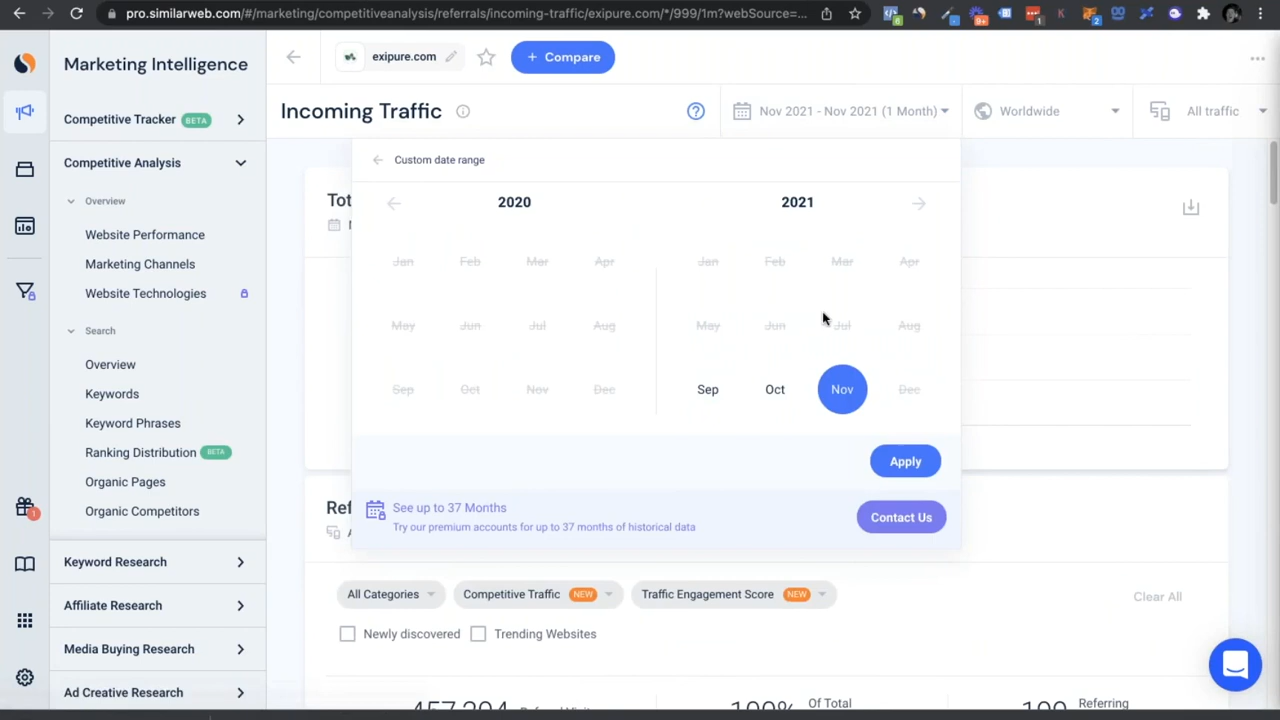 pro.similarweb.com/#/marketing/competitiveanalysis/referrals/incoming-traffic/exipure.com/*/999/1m?webSource=...
6
9+
1
2
Marketing Intelligence
exipure.com
+ Compare
Competitive Tracker BETA
Incoming Traffic
Nov 2021 - Nov 2021 (1 Month)
Worldwide
All traffic
Competitive Analysis
Custom date range
Overview
Tot
2020
2021
Website Performance
Marketing Channels
Website Technologies
Jan Feb Mar Apr
Jan Feb Mar Apr
Search
May Jun Jul Aug
May Jun Jul Aug
Overview
Sep Oct Nov Dec
Sep Oct Nov Dec
Keywords
Keyword Phrases
Ranking Distribution BETA
Apply
Organic Pages
Organic Competitors
Ref
See up to 37 Months
Try our premium accounts for up to 37 months of historical data
Contact Us
1
Keyword Research
All Categories
Competitive Traffic NEW
Traffic Engagement Score NEW
Clear All
Affiliate Research
Newly discovered
Trending Websites
Media Buying Research
Ad Creative Research
Of Total
Referring